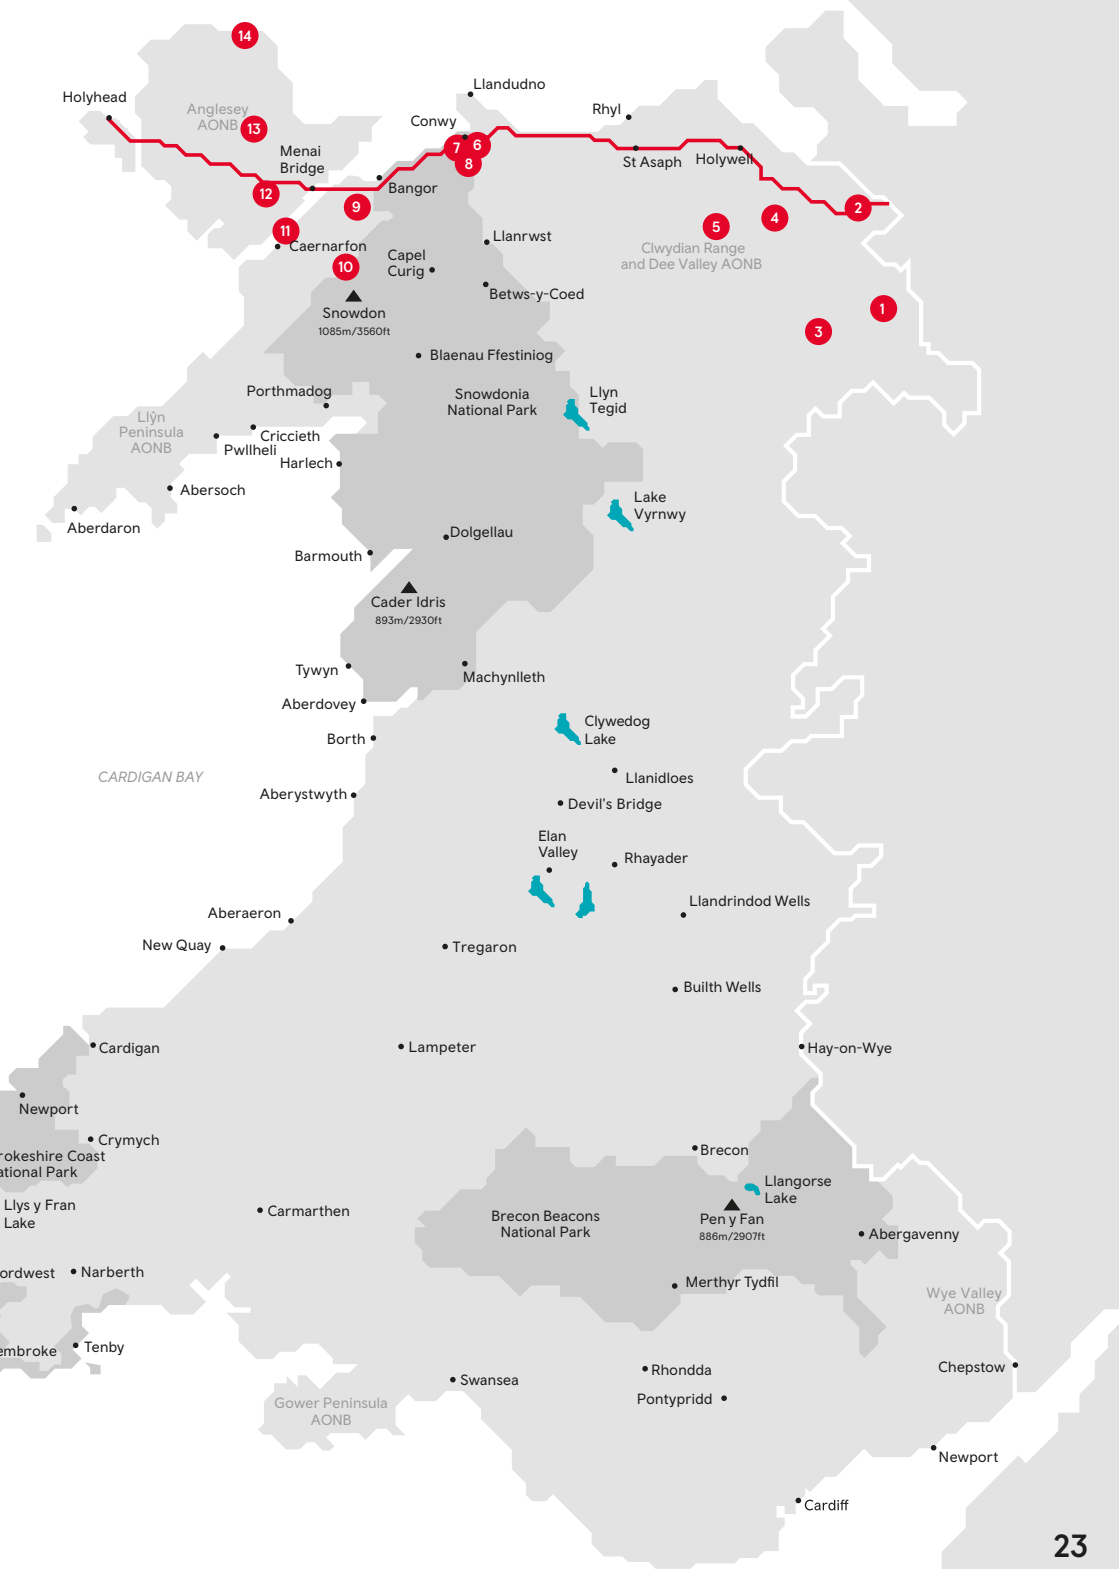 14
Llandudno
Holyhead
Rhyl
Anglesey
AONB
13
Conwy
Menai
Bridge
7
6
8
St Asaph
Holywell
Bangor
12
9
2
4
5
11
Caernarfon
Llanrwst
Clwydian Range
and Dee Valley AONB
Capel
Curig
10
Betws-y-Coed
Snowdon
1085m/3560ft
1
3
Blaenau Ffestiniog
Porthmadog
Snowdonia
National Park
Llyn
Tegid
Llŷn
Peninsula
AONB
Criccieth
Pwllheli
Harlech
Abersoch
Lake
Vyrnwy
Aberdaron
Dolgellau
Barmouth
Cader Idris
893m/2930ft
Tywyn
Machynlleth
Aberdovey
Clywedog
Lake
Borth
CARDIGAN BAY
Llanidloes
Aberystwyth
Devil's Bridge
Elan
Valley
Rhayader
Llandrindod Wells
Aberaeron
New Quay
Tregaron
Builth Wells
Cardigan
Lampeter
Hay-on-Wye
Newport
Crymych
rokeshire Coast
ational Park
Brecon
Llangorse
Lake
Llys y Fran
Lake
Carmarthen
Brecon Beacons
National Park
Pen y Fan
886m/2907ft
Abergavenny
ordwest
Narberth
Merthyr Tydfil
Wye Valley
AONB
embroke
Tenby
Chepstow
Rhondda
Swansea
Pontypridd
Gower Peninsula
AONB
Newport
Cardiff
23